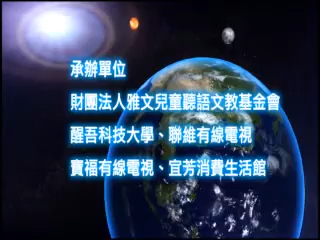 承辦單位
財團法人雅文兒童聽語文教基金會
醒吾科技大學、聯維有線電視
寶福有線電視、宜芳消費生活館